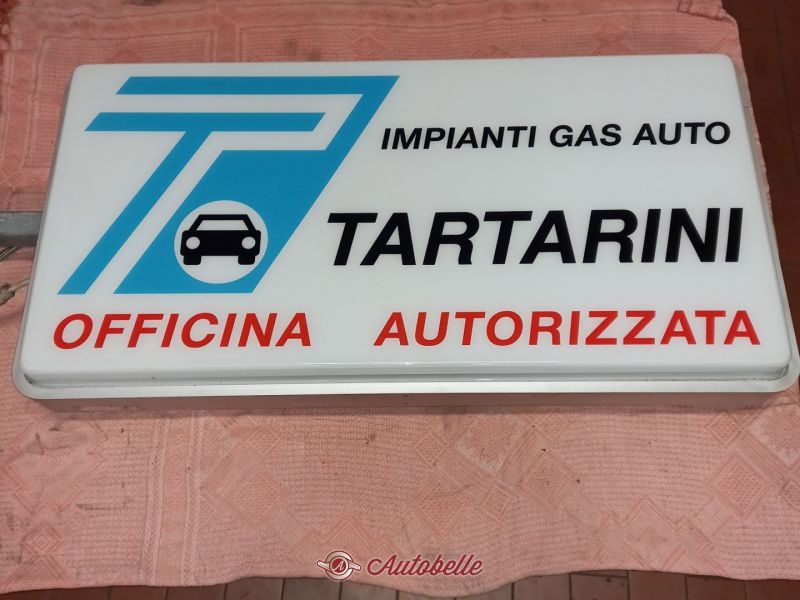 IMPIANTI GAS AUTO
TARTARINI
OFFICINA AUTORIZZATA
Autobelle